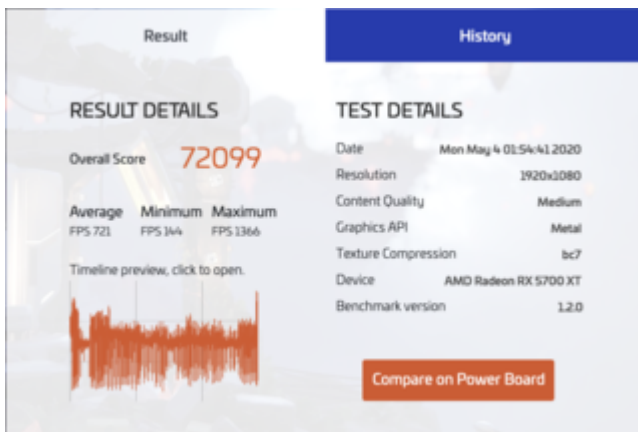 Result
History
RESULT DETAILS
Overall Score 72099
Average Minimum Maximum
FPS 721 FPS 144 FPS 1366
Timeline preview, click to open.
TEST DETAILS
Date Mon May 4 01:54:41 2020
Resolution 1920x1080
Content Quality Medium
Graphics API Metal
Texture Compression bc7
Device AMD Radeon RX 5700 XT
Benchmark version 1.2.0
Compare on Power Board